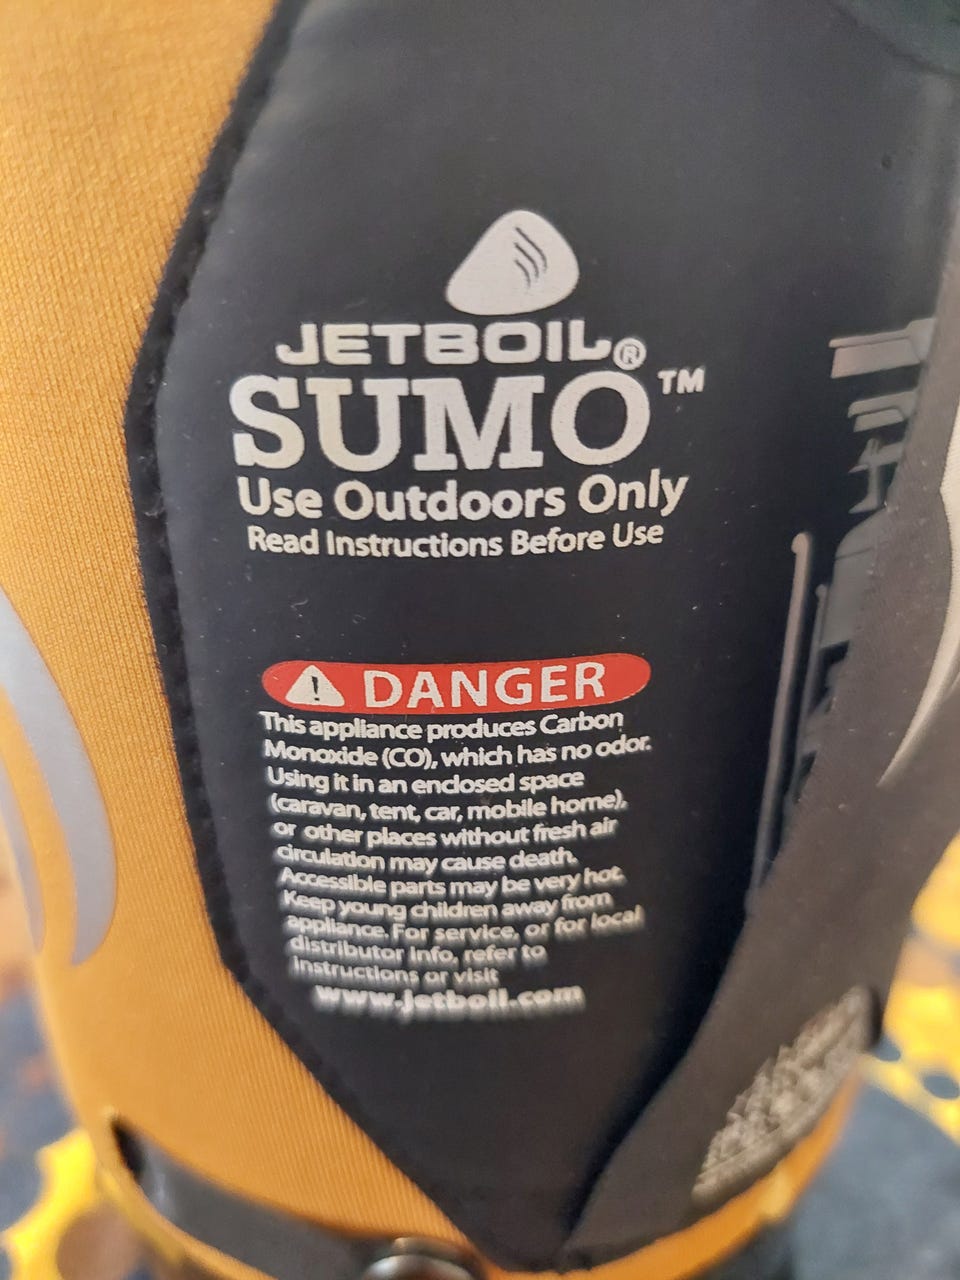 JETBOIL®
SUMO™
Use Outdoors Only
Read Instructions Before Use
DANGER
This appliance produces Carbon
Monoxide (CO), which has no odor.
Using it in an enclosed space
(caravan, tent, car, mobile home),
or other places without fresh air
circulation may cause death.
Accessible parts may be very hot.
Keep young children away from
appliance. For service, or for local
distributor info, refer to
instructions or visit
www.jetboil.com